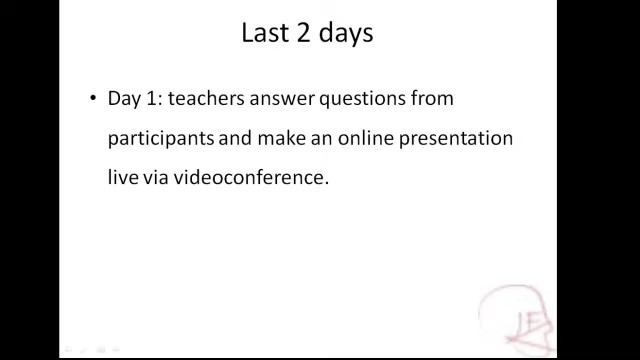 Last 2 days
• Day 1: teachers answer questions from
participants and make an online presentation
live via videoconference.